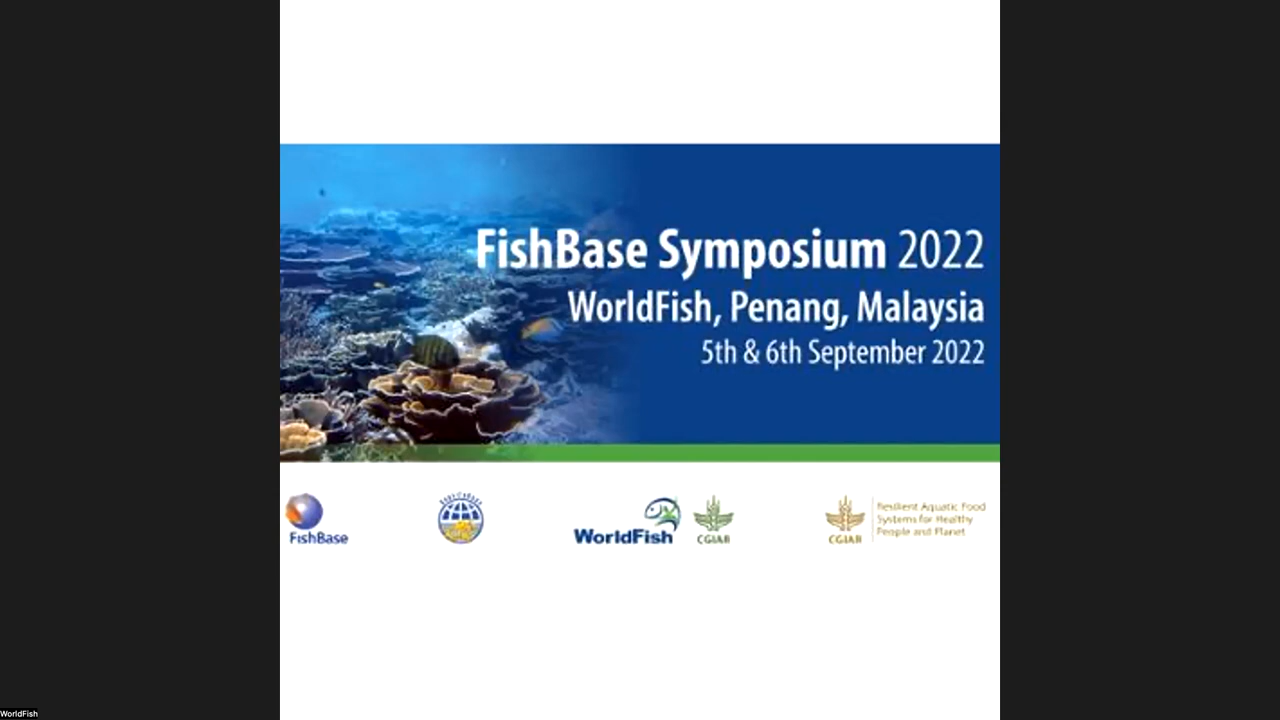 FishBase Symposium 2022
WorldFish, Penang, Malaysia
5th & 6th September 2022
FishBase
WorldFish
CGIAR
CGIAR
Resilient Aquatic Food
Systems for Healthy
People and Planet
WorldFish